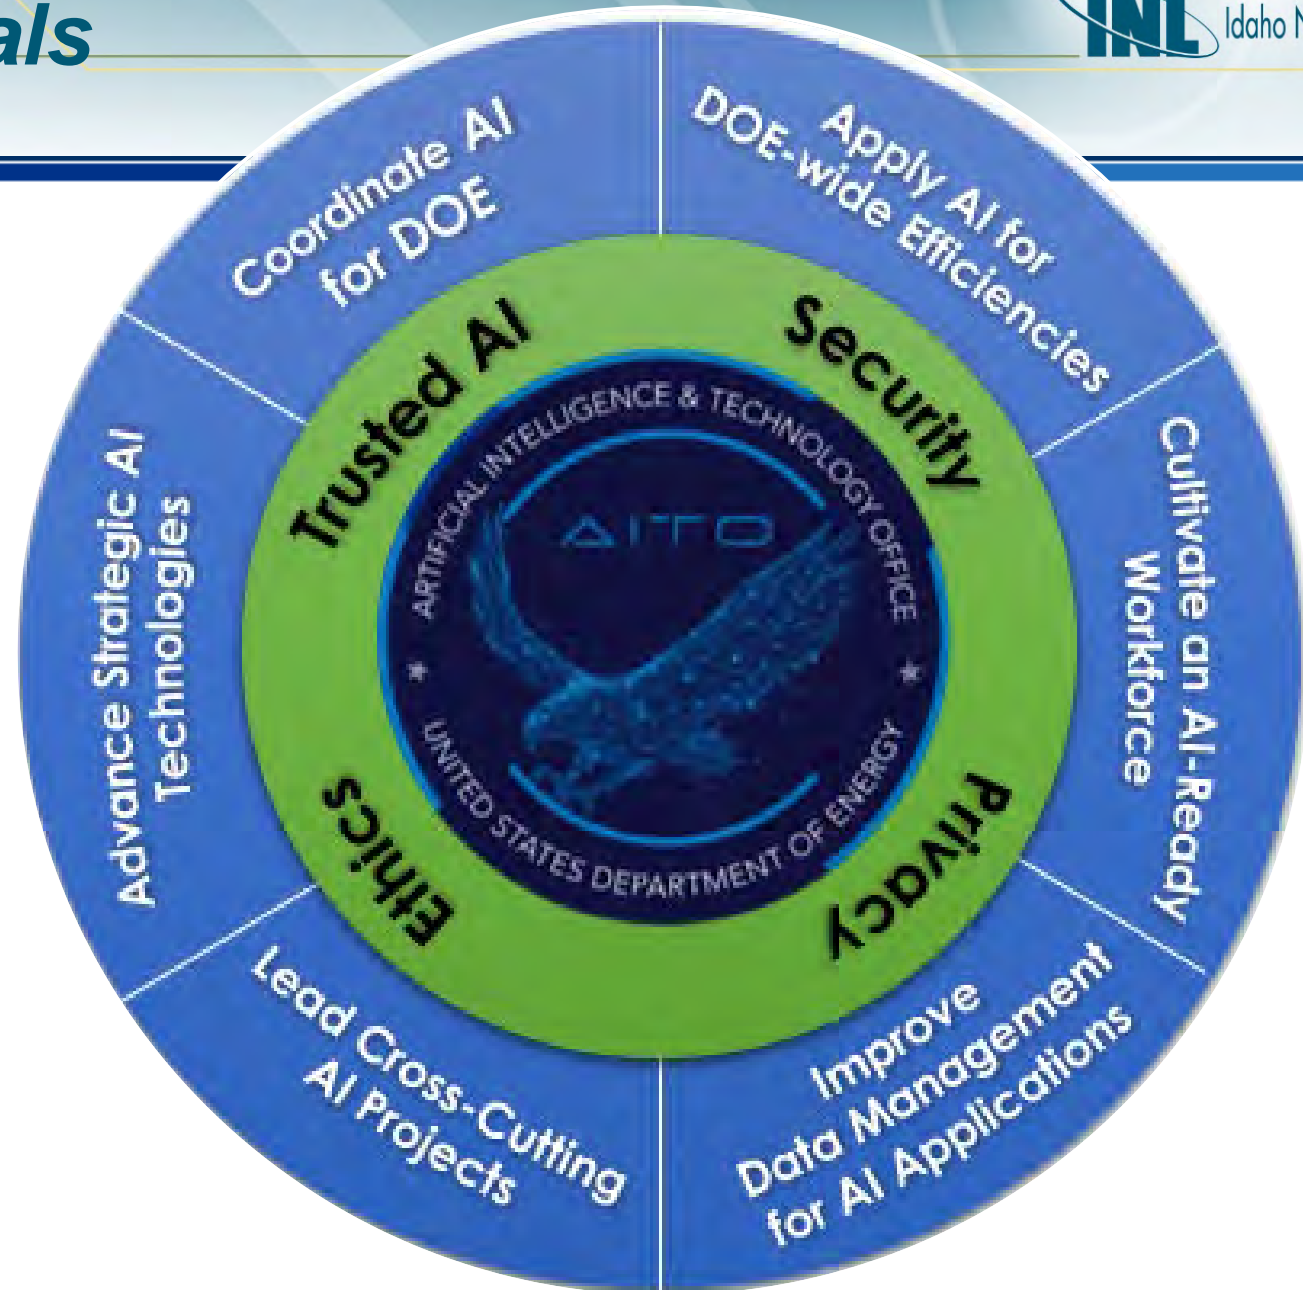 als
INL
Idaho N
Coordinate AI
for DOE
Apply AI for
DOE-wide Efficiencies
Cultivate an AI-Ready
Workforce
Improve
Data Management
for AI Applications
Lead Cross-Cutting
AI Projects
Advance Strategic AI
Technologies
Trusted AI
Security
Privacy
Ethics
ARTIFICIAL INTELLIGENCE & TECHNOLOGY OFFICE
AITO
UNITED STATES DEPARTMENT OF ENERGY